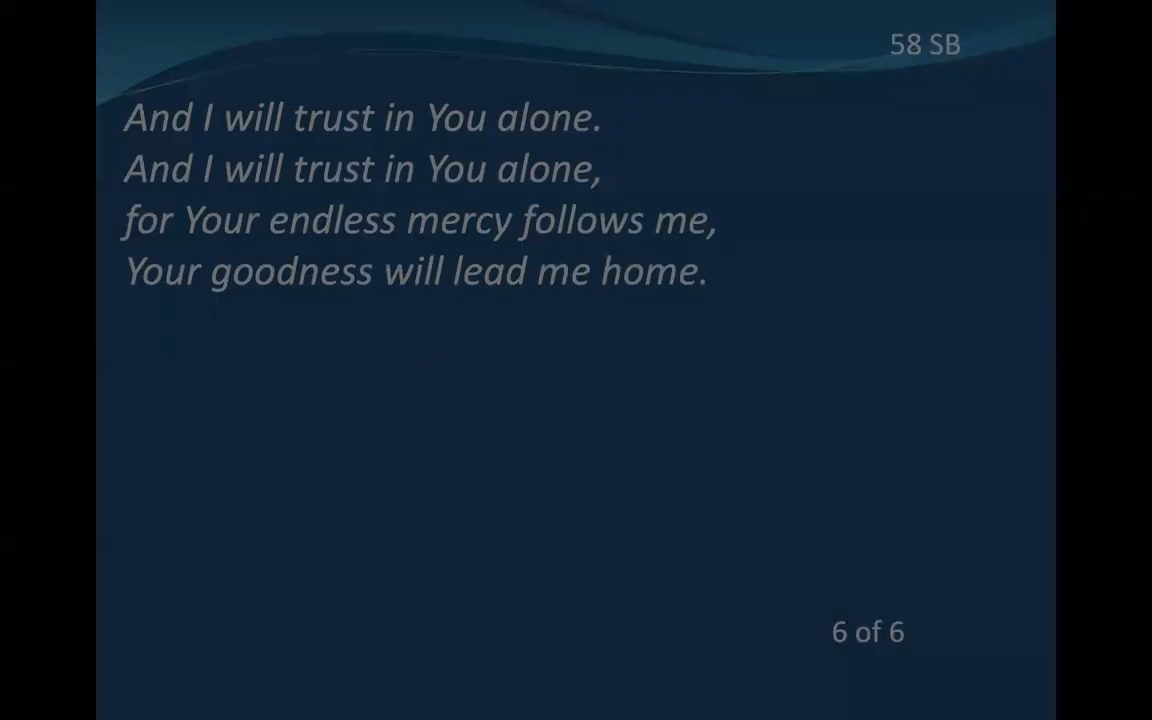 58 SB
And I will trust in You alone.
And I will trust in You alone,
for Your endless mercy follows me,
Your goodness will lead me home.
6 of 6